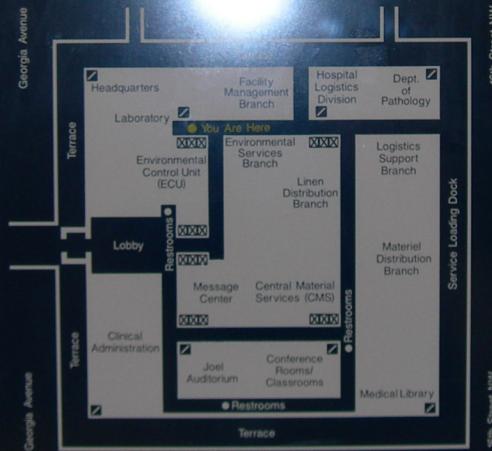 Georgia Avenue
Headquarters
Facility
Management
Branch
Hospital
Logistics
Division
Dept.
of
Pathology
Laboratory
You Are Here
Terrace
Environmental
Control Unit
(ECU)
Environmental
Services
Branch
Logistics
Support
Branch
Linen
Distribution
Branch
Restrooms
Lobby
Service Loading Dock
Materiel
Distribution
Branch
Message
Center
Central Material
Services (CMS)
Restrooms
Terrace
Clinical
Administration
Joel
Auditorium
Conference
Rooms/
Classrooms
Medical Library
Georgia Avenue
Restrooms
Terrace